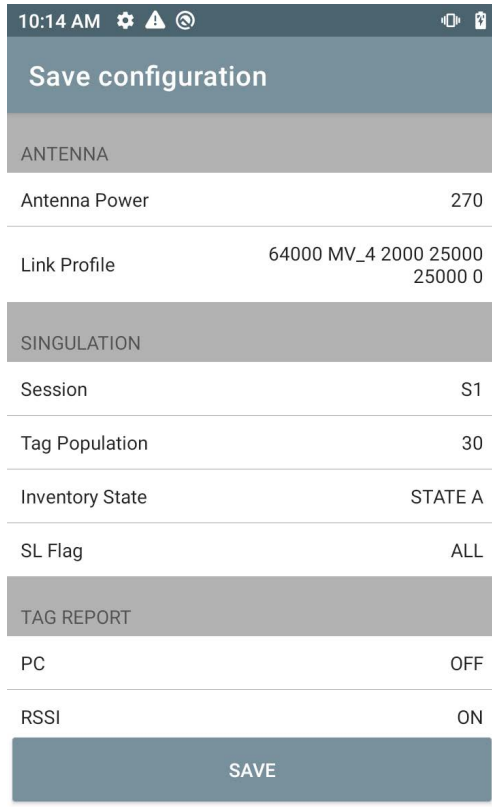 10:14 AM
Save configuration
ANTENNA
Antenna Power 270
Link Profile 64000 MV_4 2000 25000
25000 0
SINGULATION
Session S1
Tag Population 30
Inventory State STATE A
SL Flag ALL
TAG REPORT
PC OFF
RSSI ON
SAVE